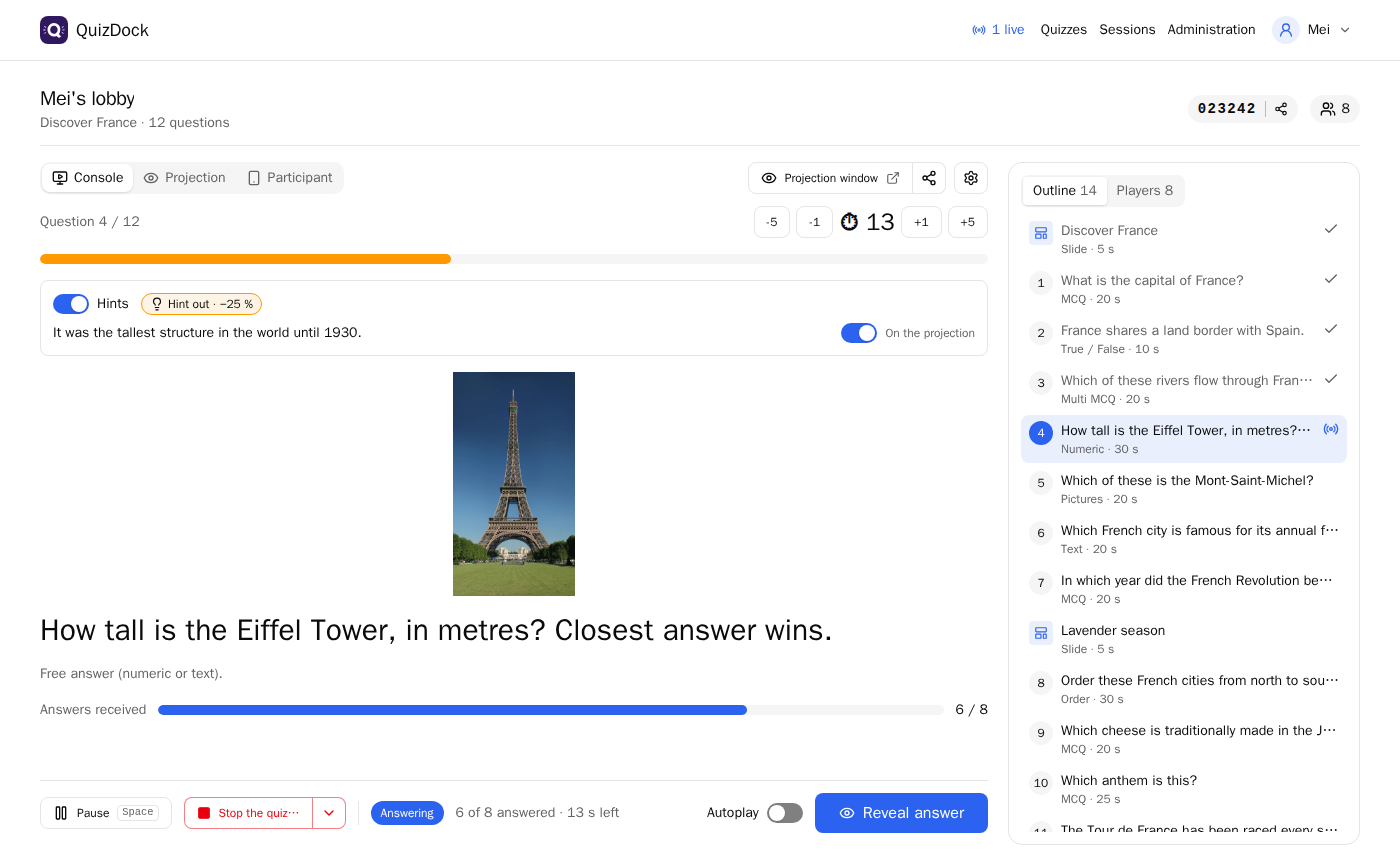 QuizDock
1 live
Quizzes
Sessions
Administration
Mei
Mei's lobby
Discover France · 12 questions
023242
8
Console
Projection
Participant
Projection window
Question 4 / 12
-5
-1
13
+1
+5
Hints
Hint out · −25 %
It was the tallest structure in the world until 1930.
On the projection
How tall is the Eiffel Tower, in metres? Closest answer wins.
Free answer (numeric or text).
Answers received
6 / 8
Pause
Space
Stop the quiz···
Answering
6 of 8 answered · 13 s left
Autoplay
Reveal answer
Outline 14
Players 8
Discover France
Slide · 5 s
1
What is the capital of France?
MCQ · 20 s
2
France shares a land border with Spain.
True / False · 10 s
3
Which of these rivers flow through Fran···
Multi MCQ · 20 s
4
How tall is the Eiffel Tower, in metres?···
Numeric · 30 s
5
Which of these is the Mont-Saint-Michel?
Pictures · 20 s
6
Which French city is famous for its annual f···
Text · 20 s
7
In which year did the French Revolution be···
MCQ · 20 s
Lavender season
Slide · 5 s
8
Order these French cities from north to sou···
Order · 30 s
9
Which cheese is traditionally made in the J···
MCQ · 20 s
10
Which anthem is this?
MCQ · 25 s
11
The Tour de France has been raced every s···